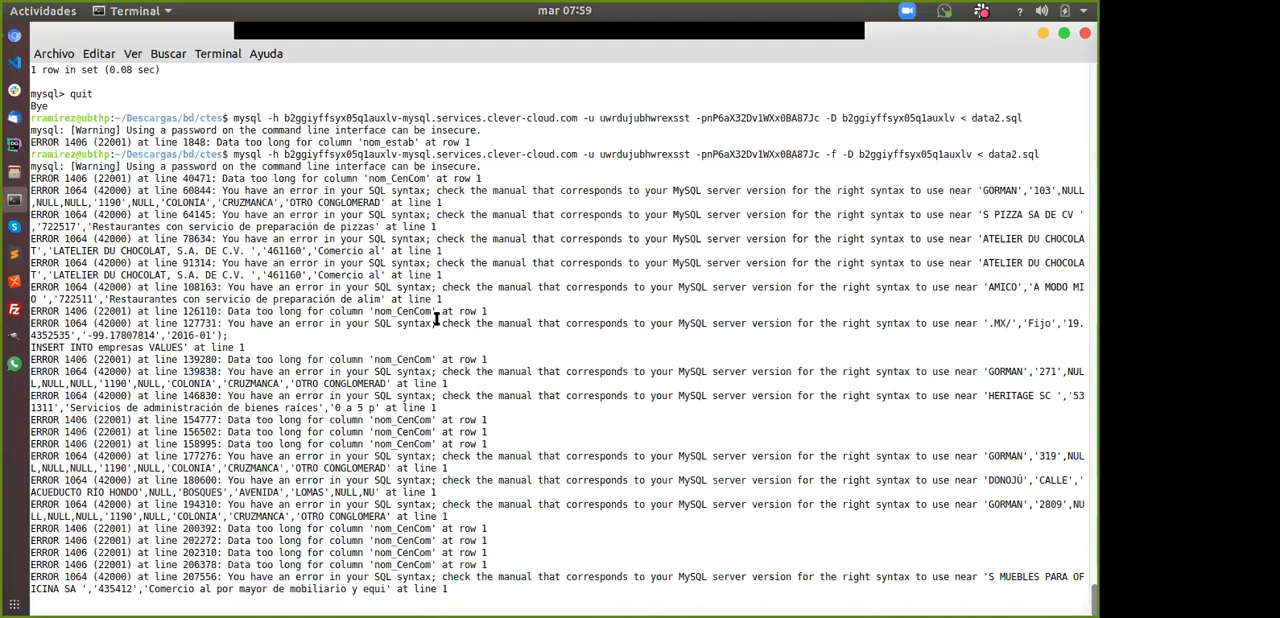 Actividades Terminal mar 07:59 ?
Archivo Editar Ver Buscar Terminal Ayuda
1 row in set (0.08 sec)
mysql> quit
Bye
rramirez@ubthp:~/Descargas/bd/ctes$ mysql -h b2ggiyffsyx05q1auxlv-mysql.services.clever-cloud.com -u uwrdujubhwrexsst -pnP6aX32Dv1WXx0BA87Jc -D b2ggiyffsyx05q1auxlv < data2.sql
mysql: [Warning] Using a password on the command line interface can be insecure.
ERROR 1406 (22001) at line 1848: Data too long for column 'nom_estab' at row 1
rramirez@ubthp:~/Descargas/bd/ctes$ mysql -h b2ggiyffsyx05q1auxlv-mysql.services.clever-cloud.com -u uwrdujubhwrexsst -pnP6aX32Dv1WXx0BA87Jc -f -D b2ggiyffsyx05q1auxlv < data2.sql
mysql: [Warning] Using a password on the command line interface can be insecure.
ERROR 1406 (22001) at line 40471: Data too long for column 'nom_CenCom' at row 1
ERROR 1064 (42000) at line 60844: You have an error in your SQL syntax; check the manual that corresponds to your MySQL server version for the right syntax to use near 'GORMAN','103',NULL
,NULL,NULL,'1190',NULL,'COLONIA','CRUZMANCA','OTRO CONGLOMERAD' at line 1
ERROR 1064 (42000) at line 64145: You have an error in your SQL syntax; check the manual that corresponds to your MySQL server version for the right syntax to use near 'S PIZZA SA DE CV '
,'722517','Restaurantes con servicio de preparación de pizzas' at line 1
ERROR 1064 (42000) at line 78634: You have an error in your SQL syntax; check the manual that corresponds to your MySQL server version for the right syntax to use near 'ATELIER DU CHOCOLA
T','LATELIER DU CHOCOLAT, S.A. DE C.V. ','461160','Comercio al' at line 1
ERROR 1064 (42000) at line 91314: You have an error in your SQL syntax; check the manual that corresponds to your MySQL server version for the right syntax to use near 'ATELIER DU CHOCOLA
T','LATELIER DU CHOCOLAT, S.A. DE C.V. ','461160','Comercio al' at line 1
ERROR 1064 (42000) at line 108163: You have an error in your SQL syntax; check the manual that corresponds to your MySQL server version for the right syntax to use near 'AMICO','A MODO MI
O ','722511','Restaurantes con servicio de preparación de alim' at line 1
ERROR 1406 (22001) at line 126110: Data too long for column 'nom_CenCom' at row 1
ERROR 1064 (42000) at line 127731: You have an error in your SQL syntax; check the manual that corresponds to your MySQL server version for the right syntax to use near '.MX/','Fijo','19.
4352535','-99.17807814','2016-01');
INSERT INTO empresas VALUES' at line 1
ERROR 1406 (22001) at line 139280: Data too long for column 'nom_CenCom' at row 1
ERROR 1064 (42000) at line 139838: You have an error in your SQL syntax; check the manual that corresponds to your MySQL server version for the right syntax to use near 'GORMAN','271',NUL
L,NULL,NULL,'1190',NULL,'COLONIA','CRUZMANCA','OTRO CONGLOMERAD' at line 1
ERROR 1064 (42000) at line 146830: You have an error in your SQL syntax; check the manual that corresponds to your MySQL server version for the right syntax to use near 'HERITAGE SC ','53
1311','Servicios de administración de bienes raíces','0 a 5 p' at line 1
ERROR 1406 (22001) at line 154777: Data too long for column 'nom_CenCom' at row 1
ERROR 1406 (22001) at line 156502: Data too long for column 'nom_CenCom' at row 1
ERROR 1406 (22001) at line 158995: Data too long for column 'nom_CenCom' at row 1
ERROR 1064 (42000) at line 177276: You have an error in your SQL syntax; check the manual that corresponds to your MySQL server version for the right syntax to use near 'GORMAN','319',NUL
L,NULL,NULL,'1190',NULL,'COLONIA','CRUZMANCA','OTRO CONGLOMERAD' at line 1
ERROR 1064 (42000) at line 180600: You have an error in your SQL syntax; check the manual that corresponds to your MySQL server version for the right syntax to use near 'DONOJÚ','CALLE','
ACUEDUCTO RÍO HONDO',NULL,'BOSQUES','AVENIDA','LOMAS',NULL,NU' at line 1
ERROR 1064 (42000) at line 194310: You have an error in your SQL syntax; check the manual that corresponds to your MySQL server version for the right syntax to use near 'GORMAN','2809',NU
LL,NULL,NULL,'1190',NULL,'COLONIA','CRUZMANCA','OTRO CONGLOMERA' at line 1
ERROR 1406 (22001) at line 200392: Data too long for column 'nom_CenCom' at row 1
ERROR 1406 (22001) at line 202272: Data too long for column 'nom_CenCom' at row 1
ERROR 1406 (22001) at line 202310: Data too long for column 'nom_CenCom' at row 1
ERROR 1406 (22001) at line 206378: Data too long for column 'nom_CenCom' at row 1
ERROR 1064 (42000) at line 207556: You have an error in your SQL syntax; check the manual that corresponds to your MySQL server version for the right syntax to use near 'S MUEBLES PARA OF
ICINA SA ','435412','Comercio al por mayor de mobiliario y equi' at line 1